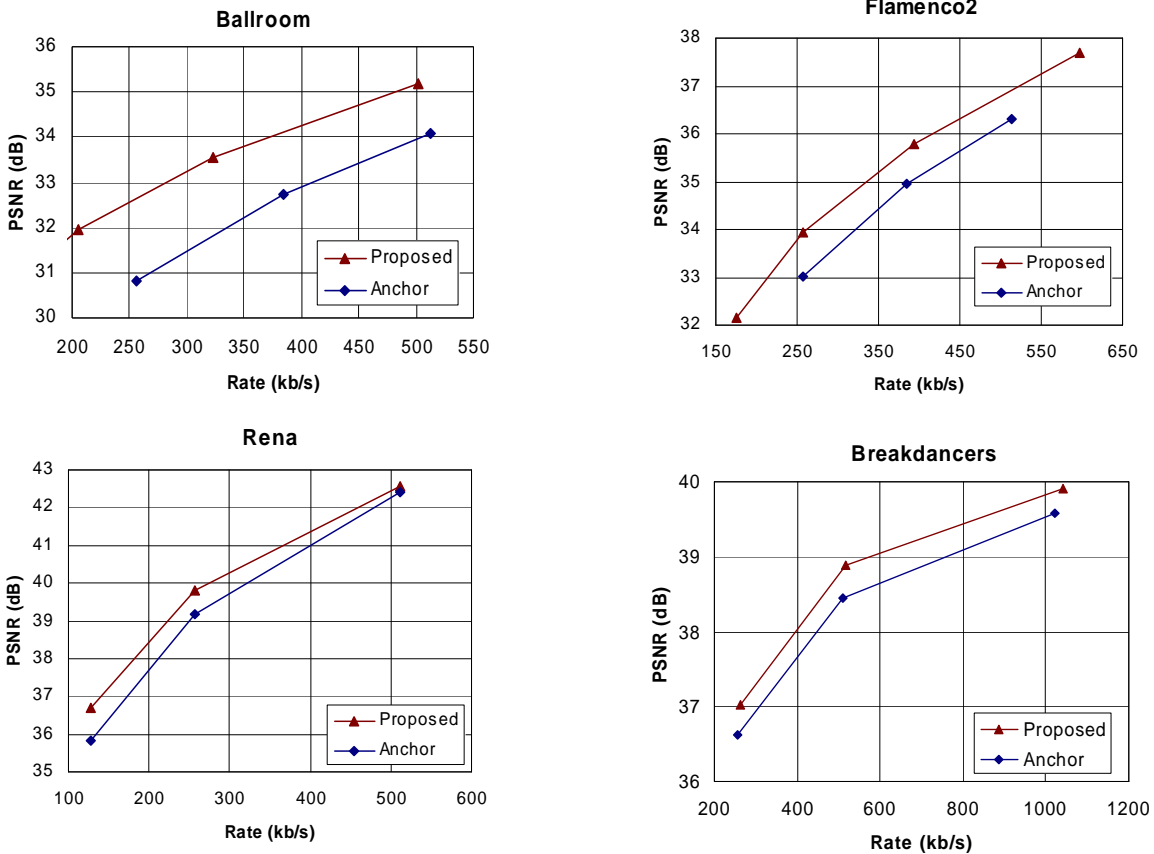 Ballroom
36
35
34
33
32
31
30
PSNR (dB)
200 250 300 350 400 450 500 550
Rate (kb/s)
Proposed
Anchor
Flamenco2
38
37
36
35
34
33
32
PSNR (dB)
150 250 350 450 550 650
Rate (kb/s)
Proposed
Anchor
Rena
43
42
41
40
39
38
37
36
35
PSNR (dB)
100 200 300 400 500 600
Rate (kb/s)
Proposed
Anchor
Breakdancers
40
39
38
37
36
PSNR (dB)
200 400 600 800 1000 1200
Rate (kb/s)
Proposed
Anchor